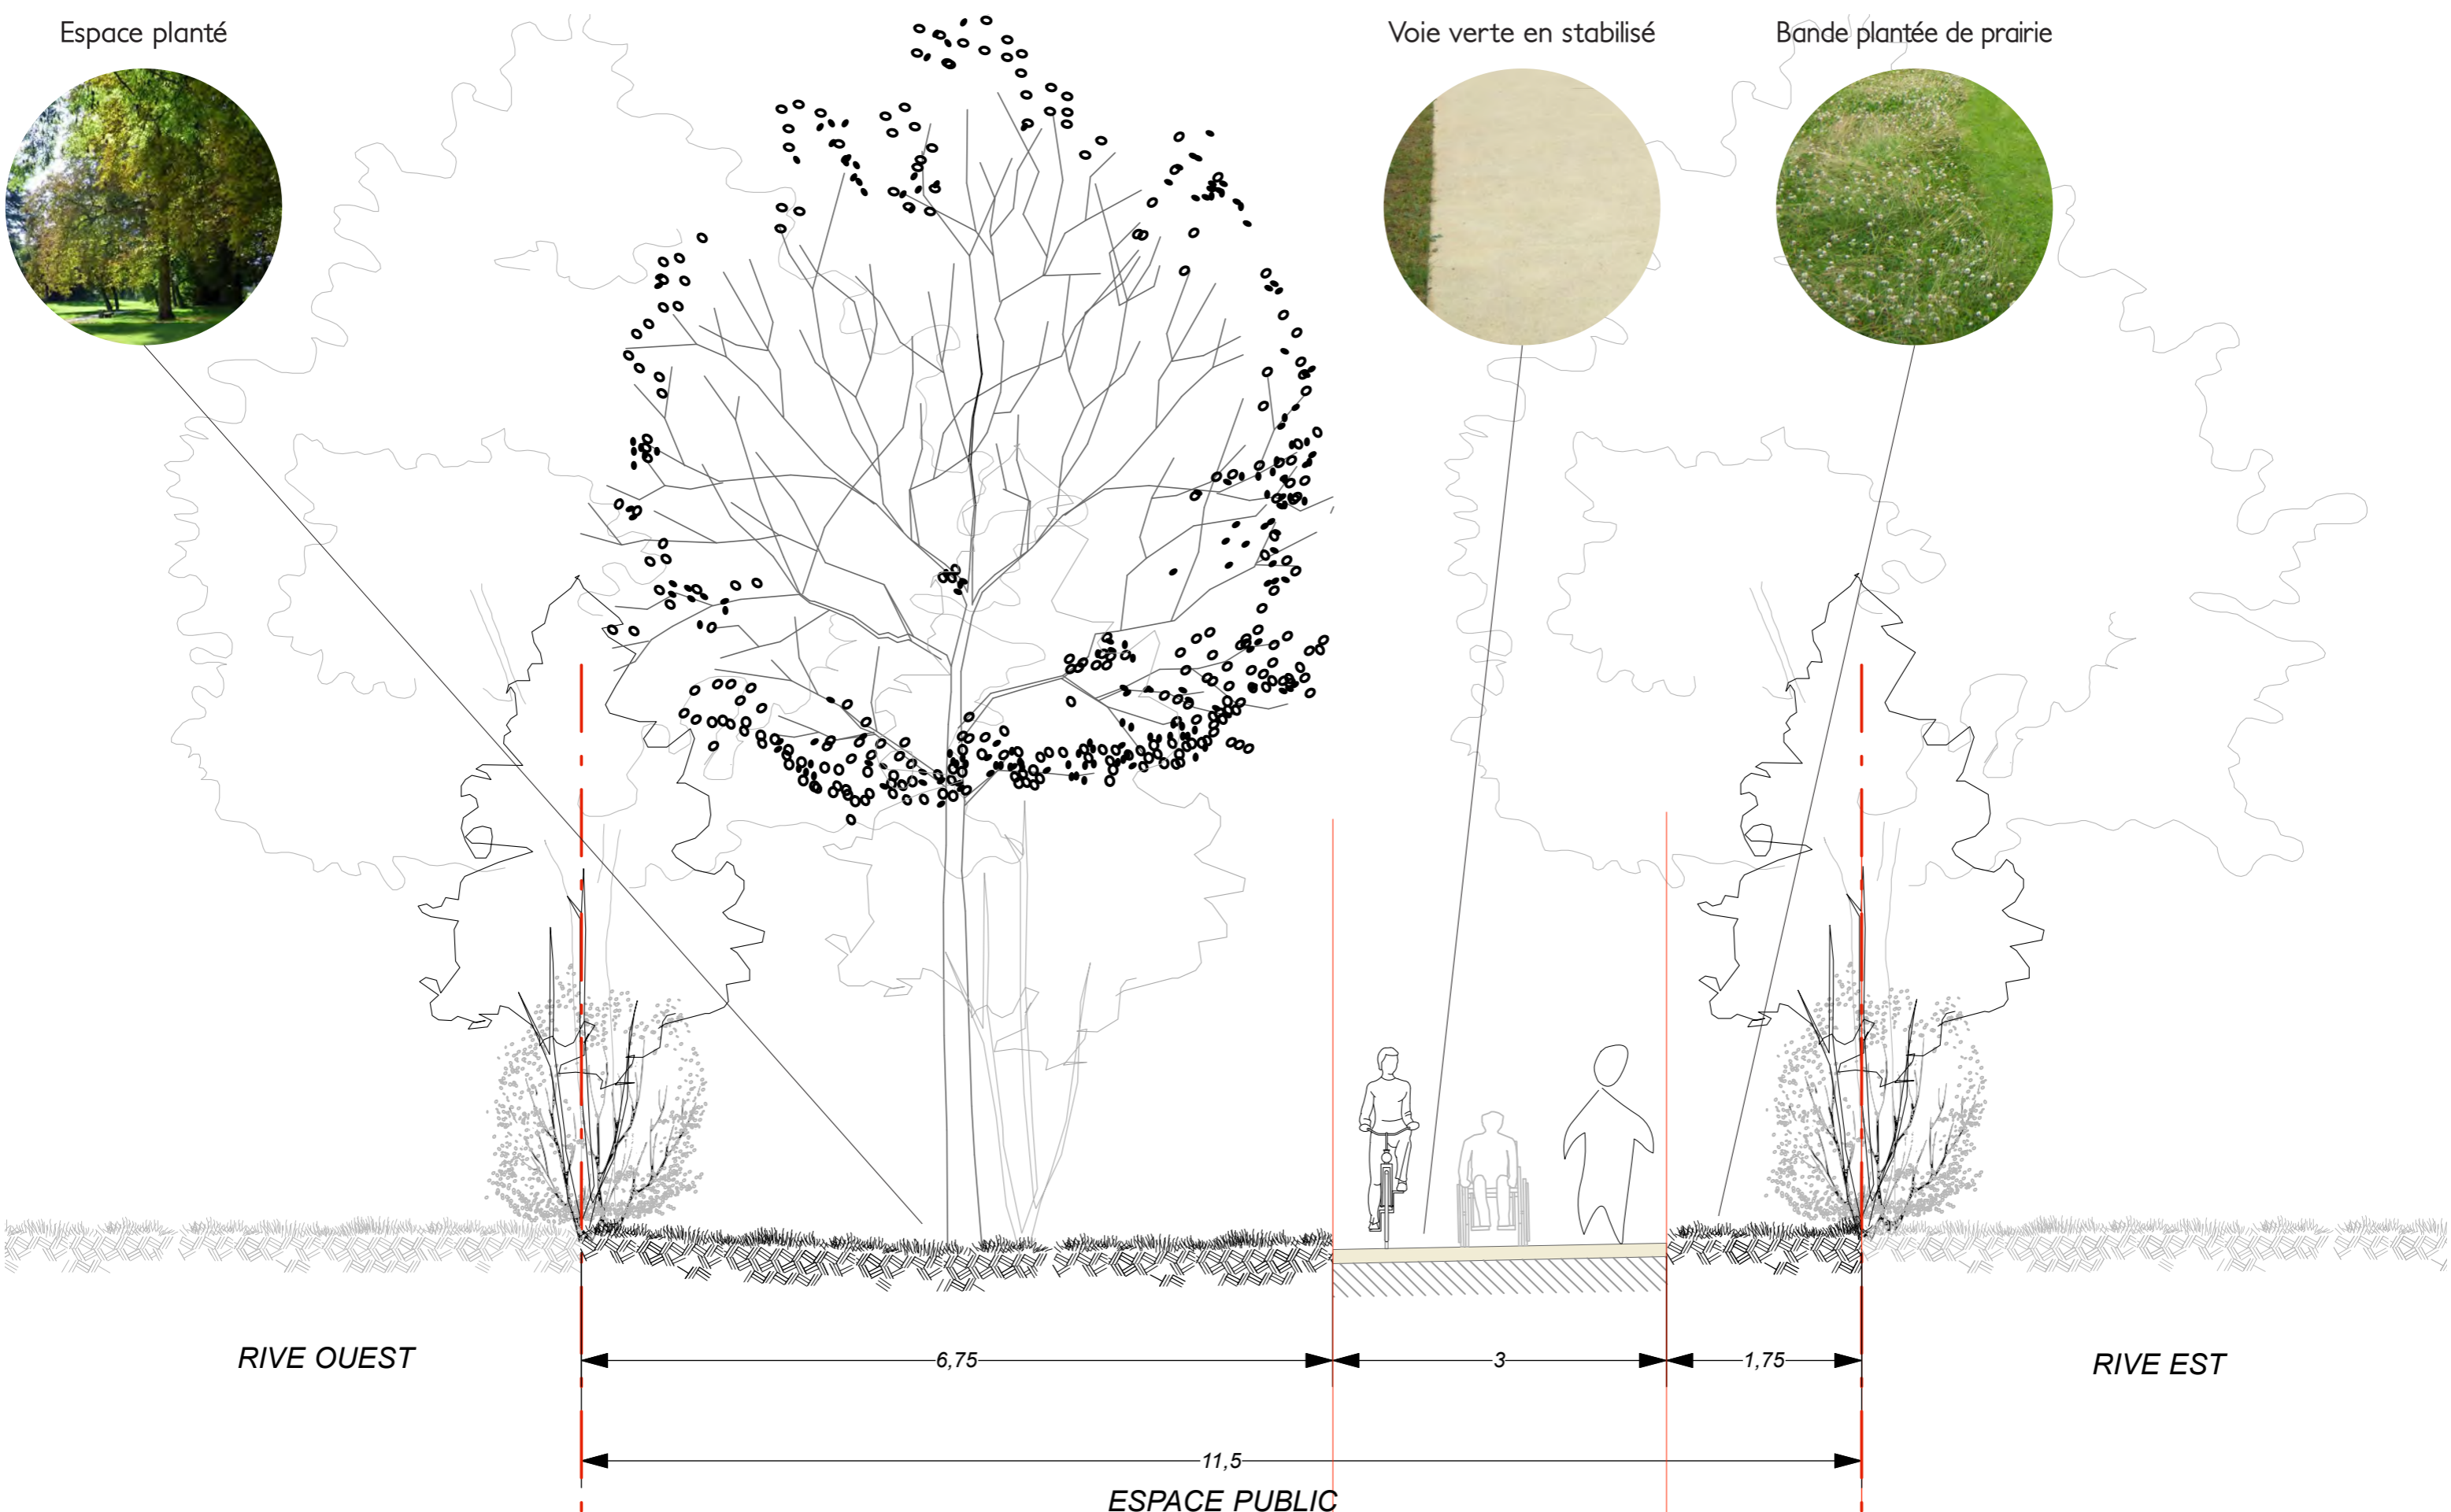 Espace planté
Voie verte en stabilisé
Bande plantée de prairie
RIVE OUEST
6,75
3
1,75
RIVE EST
11,5
ESPACE PUBLIC